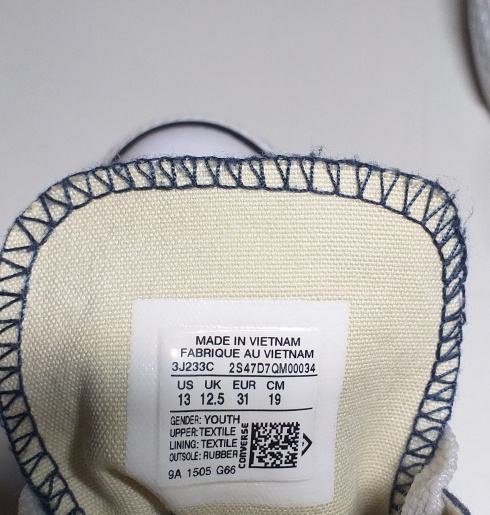 MADE IN VIETNAM
FABRIQUE AU VIETNAM
3J233C 2S47D7QM00034
US UK EUR CM
13 12.5 31 19
GENDER: YOUTH
UPPER: TEXTILE
LINING: TEXTILE
OUTSOLE: RUBBER
CONVERSE
9A 1505 G66